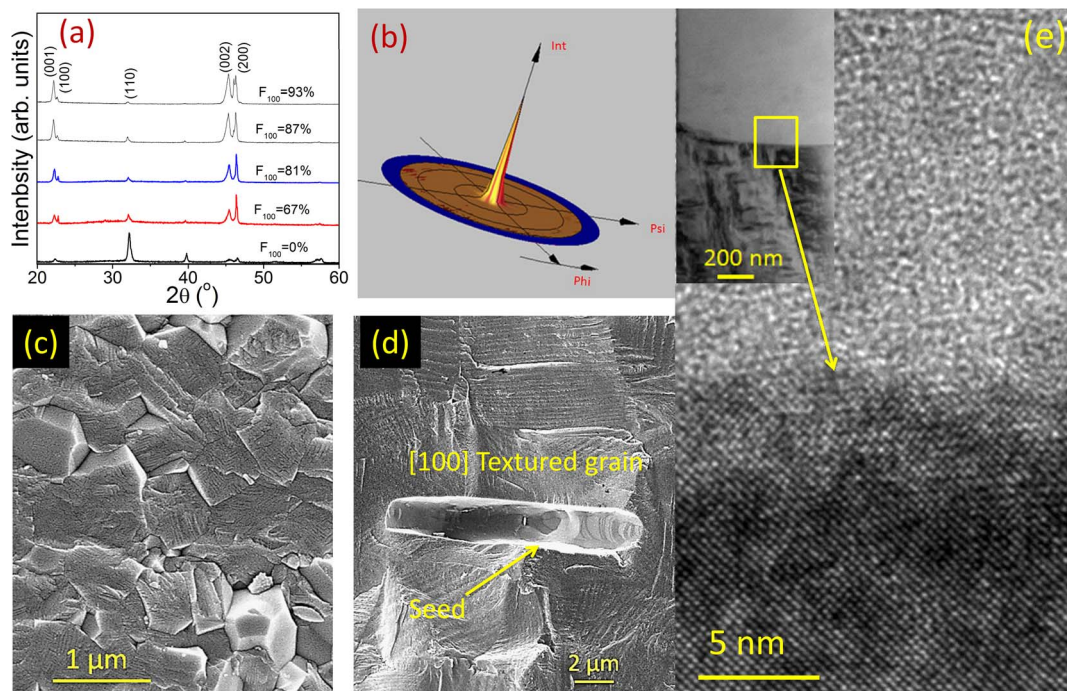 (a)
Intenbsity (arb. units)
(001)
(100)
(110)
(002)
(200)
F100=93%
F100=87%
F100=81%
F100=67%
F100=0%
20 30 40 50 60
2θ (°)
(b)
Int
Psi
Phi
(c)
1 μm
(d)
[100] Textured grain
Seed
2 μm
(e)
200 nm
5 nm